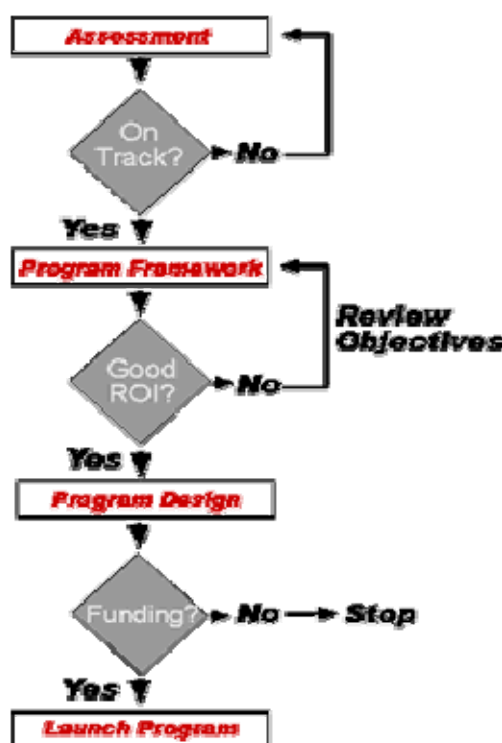 Assessment
On
Track?
No
Yes
Program Framework
Review
Objectives
Good
ROI?
No
Yes
Program Design
Funding?
No
Stop
Yes
Launch Program